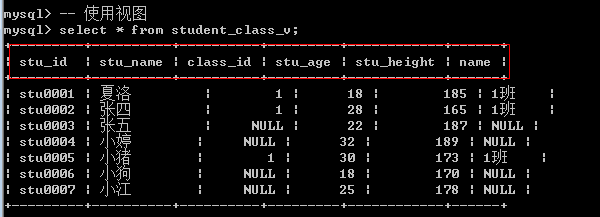 mysql> -- 使用视图
mysql> select * from student_class_v;
+---------+----------+----------+---------+------------+------+
| stu_id | stu_name | class_id | stu_age | stu_height | name |
+---------+----------+----------+---------+------------+------+
| stu0001 | 夏洛 | 1 | 18 | 185 | 1班 |
| stu0002 | 张四 | 1 | 28 | 165 | 1班 |
| stu0003 | 张五 | NULL | 22 | 187 | NULL |
| stu0004 | 小婷 | NULL | 32 | 189 | NULL |
| stu0005 | 小猪 | 1 | 30 | 173 | 1班 |
| stu0006 | 小狗 | NULL | 18 | 170 | NULL |
| stu0007 | 小江 | NULL | 25 | 178 | NULL |
+---------+----------+----------+---------+------------+------+